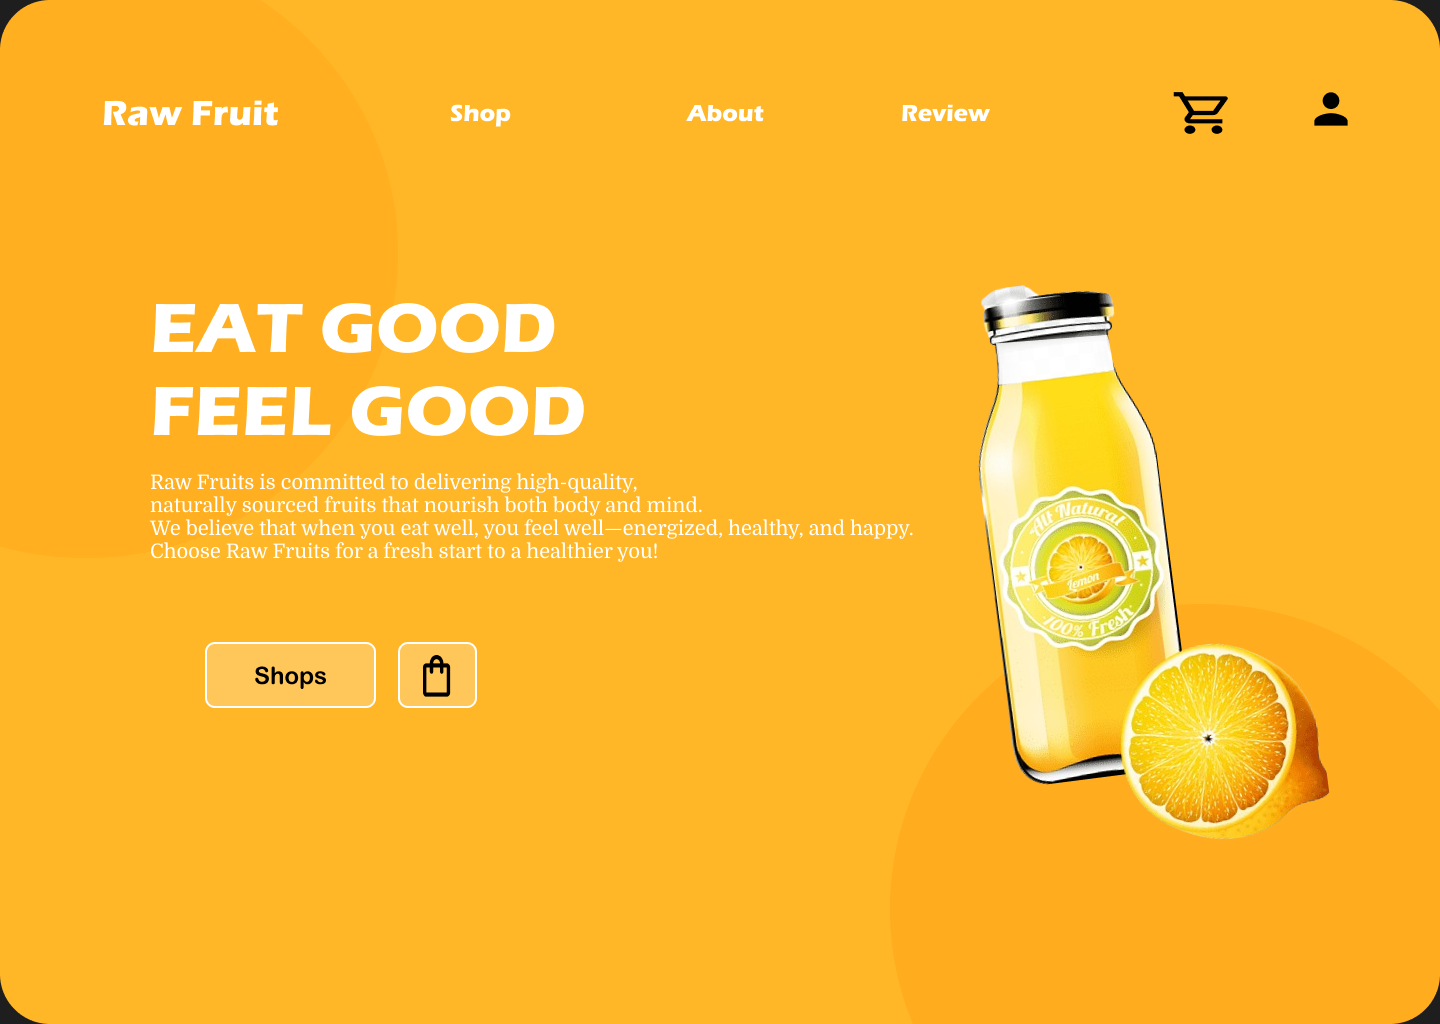 Raw Fruit
Shop
About
Review
EAT GOOD
FEEL GOOD
Raw Fruits is committed to delivering high-quality,
naturally sourced fruits that nourish both body and mind.
We believe that when you eat well, you feel well—energized, healthy, and happy.
Choose Raw Fruits for a fresh start to a healthier you!
Shops
All Natural
Lemon
100% Fresh